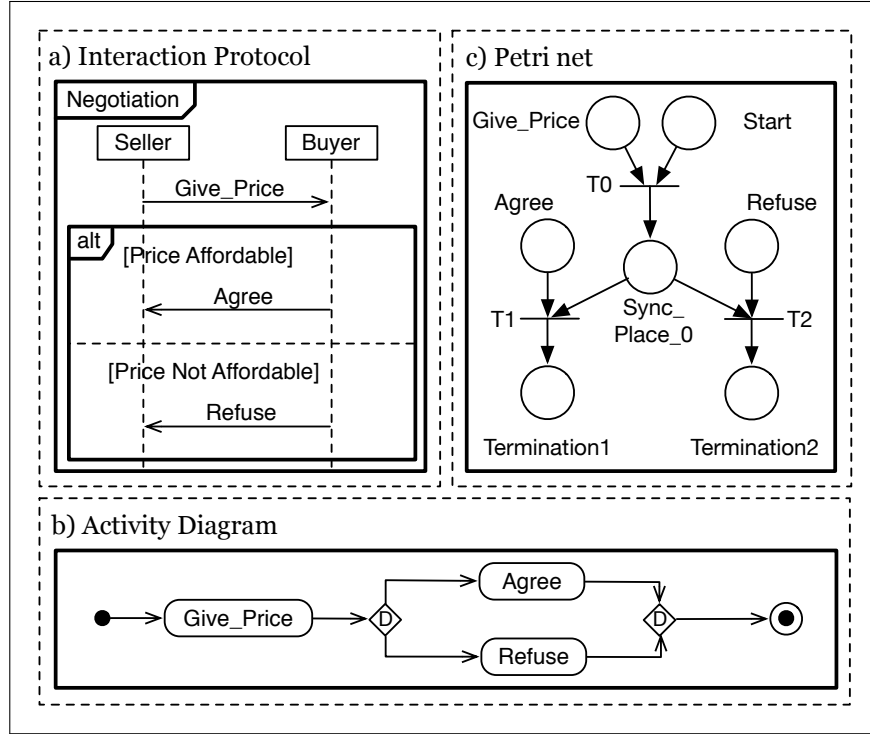 a) Interaction Protocol
Negotiation
Seller
Buyer
Give_Price
alt
[Price Affordable]
Agree
[Price Not Affordable]
Refuse
c) Petri net
Give_Price
Start
T0
Agree
Refuse
T1
Sync_
Place_0
T2
Termination1
Termination2
b) Activity Diagram
Give_Price
D
Agree
Refuse
D